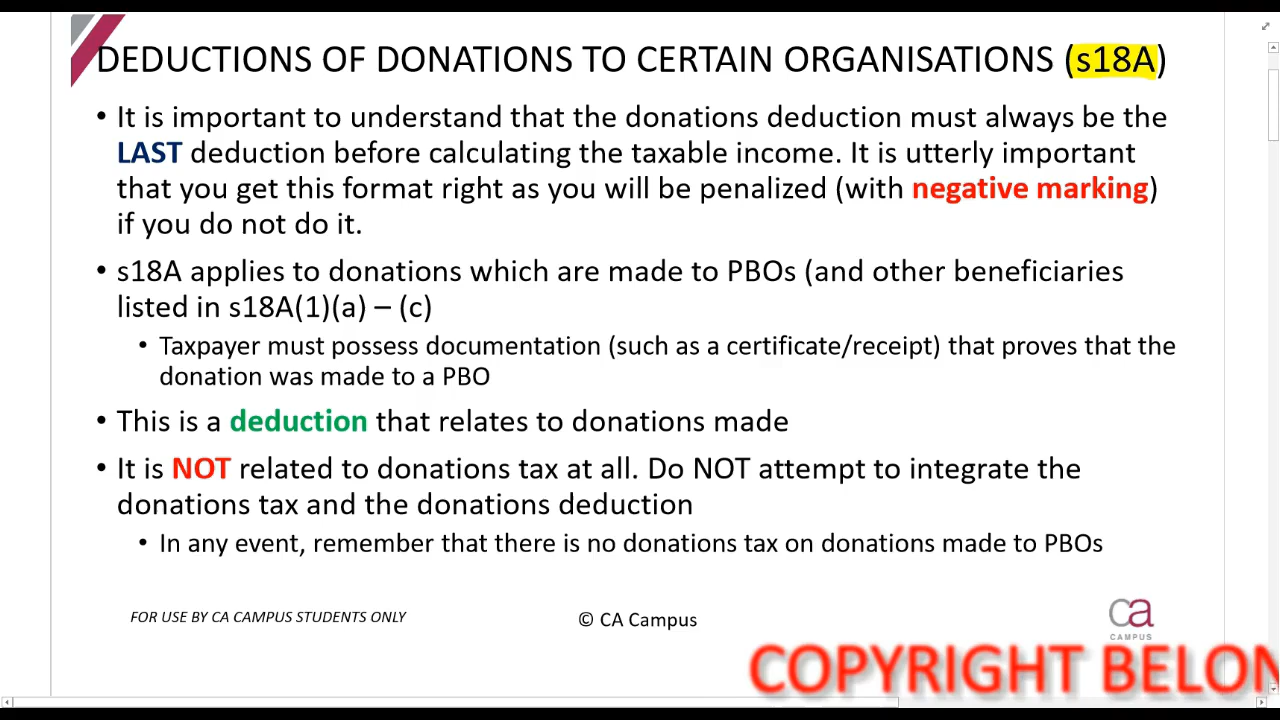 DEDUCTIONS OF DONATIONS TO CERTAIN ORGANISATIONS (s18A)
• It is important to understand that the donations deduction must always be the
LAST deduction before calculating the taxable income. It is utterly important
that you get this format right as you will be penalized (with negative marking)
if you do not do it.
• s18A applies to donations which are made to PBOs (and other beneficiaries
listed in s18A(1)(a) – (c)
• Taxpayer must possess documentation (such as a certificate/receipt) that proves that the
donation was made to a PBO
• This is a deduction that relates to donations made
• It is NOT related to donations tax at all. Do NOT attempt to integrate the
donations tax and the donations deduction
• In any event, remember that there is no donations tax on donations made to PBOs
FOR USE BY CA CAMPUS STUDENTS ONLY
© CA Campus
ca
CAMPUS
COPYRIGHT BELON